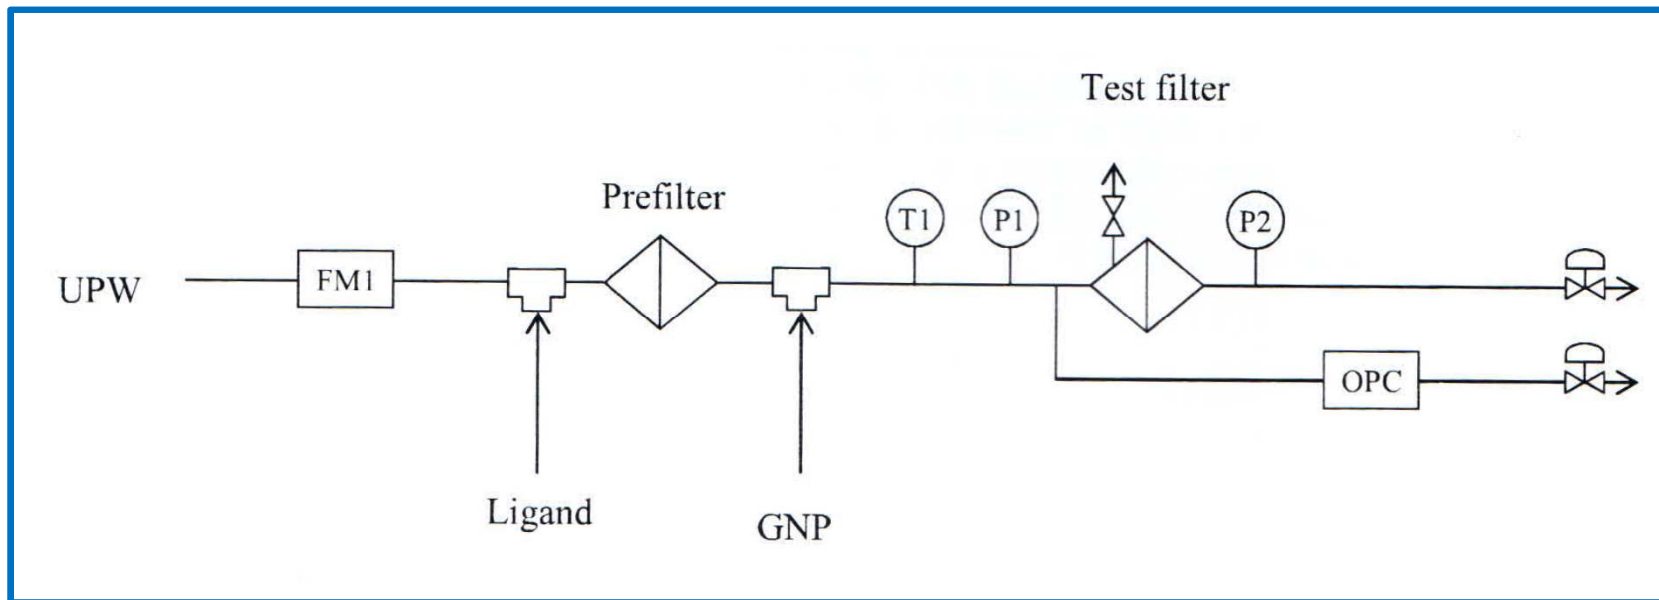 Test filter
Prefilter
T1
P1
P2
UPW
FM1
OPC
Ligand
GNP